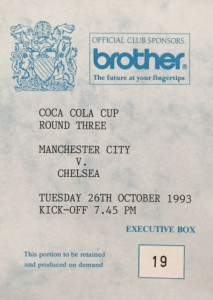 OFFICIAL CLUB SPONSORS
brother®
The future at your fingertips
COCA COLA CUP
ROUND THREE
MANCHESTER CITY
V.
CHELSEA
TUESDAY 26TH OCTOBER 1993
KICK-OFF 7.45 PM
EXECUTIVE BOX
This portion to be retained
and produced on demand
19